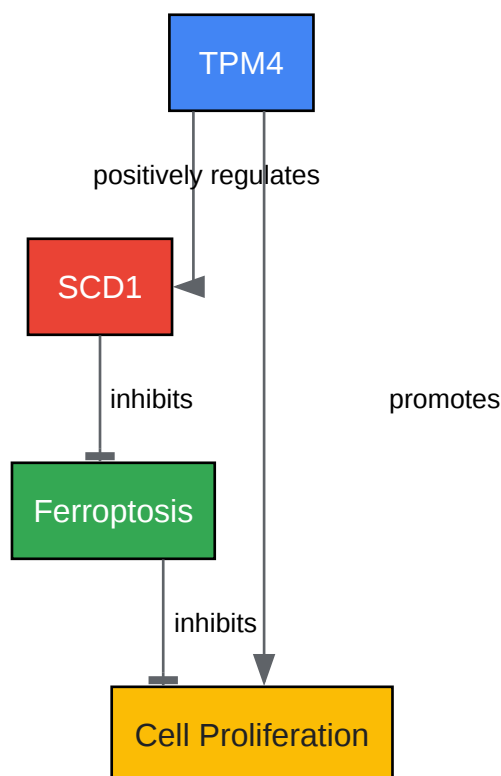 TPM4
positively regulates
SCD1
inhibits
promotes
Ferroptosis
inhibits
Cell Proliferation